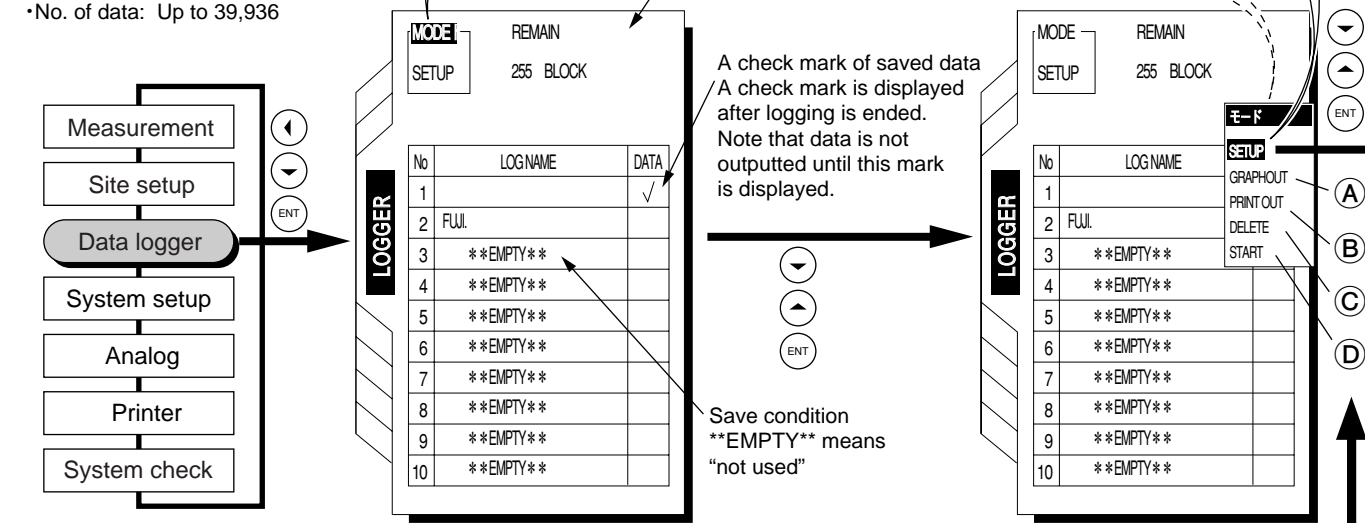 ・No. of data: Up to 39,936
Measurement
Site setup
Data logger
System setup
Analog
Printer
System check
ENT
LOGGER
MODE REMAIN
SETUP 255 BLOCK
No LOG NAME DATA
1 √
2 FUJI.
3 **EMPTY**
4 **EMPTY**
5 **EMPTY**
6 **EMPTY**
7 **EMPTY**
8 **EMPTY**
9 **EMPTY**
10 **EMPTY**
A check mark of saved data
A check mark is displayed
after logging is ended.
Note that data is not
outputted until this mark
is displayed.
ENT
Save condition
**EMPTY** means
“not used”
LOGGER
MODE REMAIN
SETUP 255 BLOCK
No LOG NAME
1
2 FUJI.
3 **EMPTY**
4 **EMPTY**
5 **EMPTY**
6 **EMPTY**
7 **EMPTY**
8 **EMPTY**
9 **EMPTY**
10 **EMPTY**
モード
SETUP
GRAPHOUT
PRINT OUT
DELETE
START
ENT
A
B
C
D